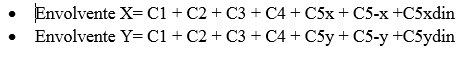 • Envolvente X= C1 + C2 + C3 + C4 + C5x + C5-x +C5xdin
• Envolvente Y= C1 + C2 + C3 + C4 + C5y + C5-y +C5ydin